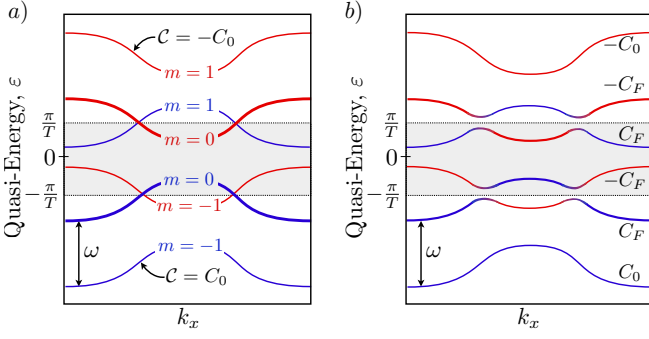 a)
Quasi-Energy, ε
π/T
0
−π/T
𝒞 = −C₀
m = 1
m = 1
m = 0
m = 0
m = −1
m = −1
𝒞 = C₀
ω
kₓ
b)
Quasi-Energy, ε
π/T
0
−π/T
−C₀
−C_F
C_F
−C_F
C_F
C₀
kₓ